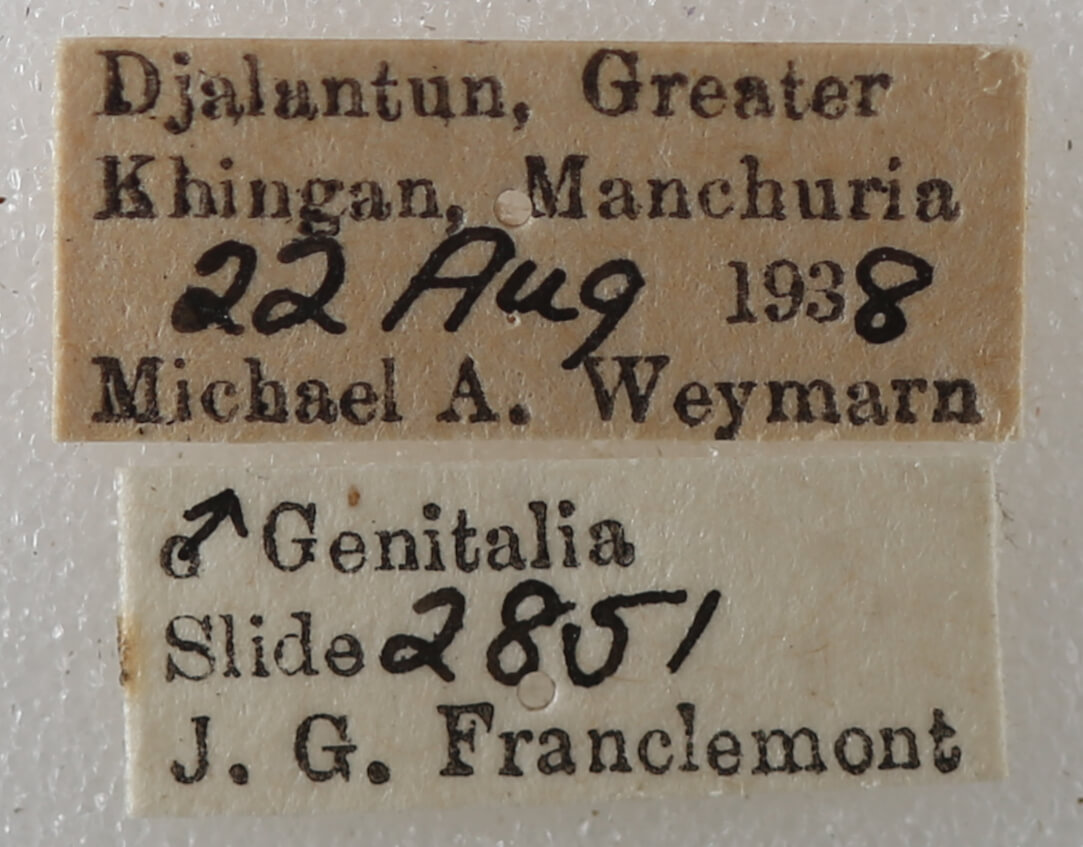 Djalantun, Greater
Khingan, Manchuria
22 Aug 1938
Michael A. Weymarn
♂ Genitalia
Slide 2851
J. G. Franclemont